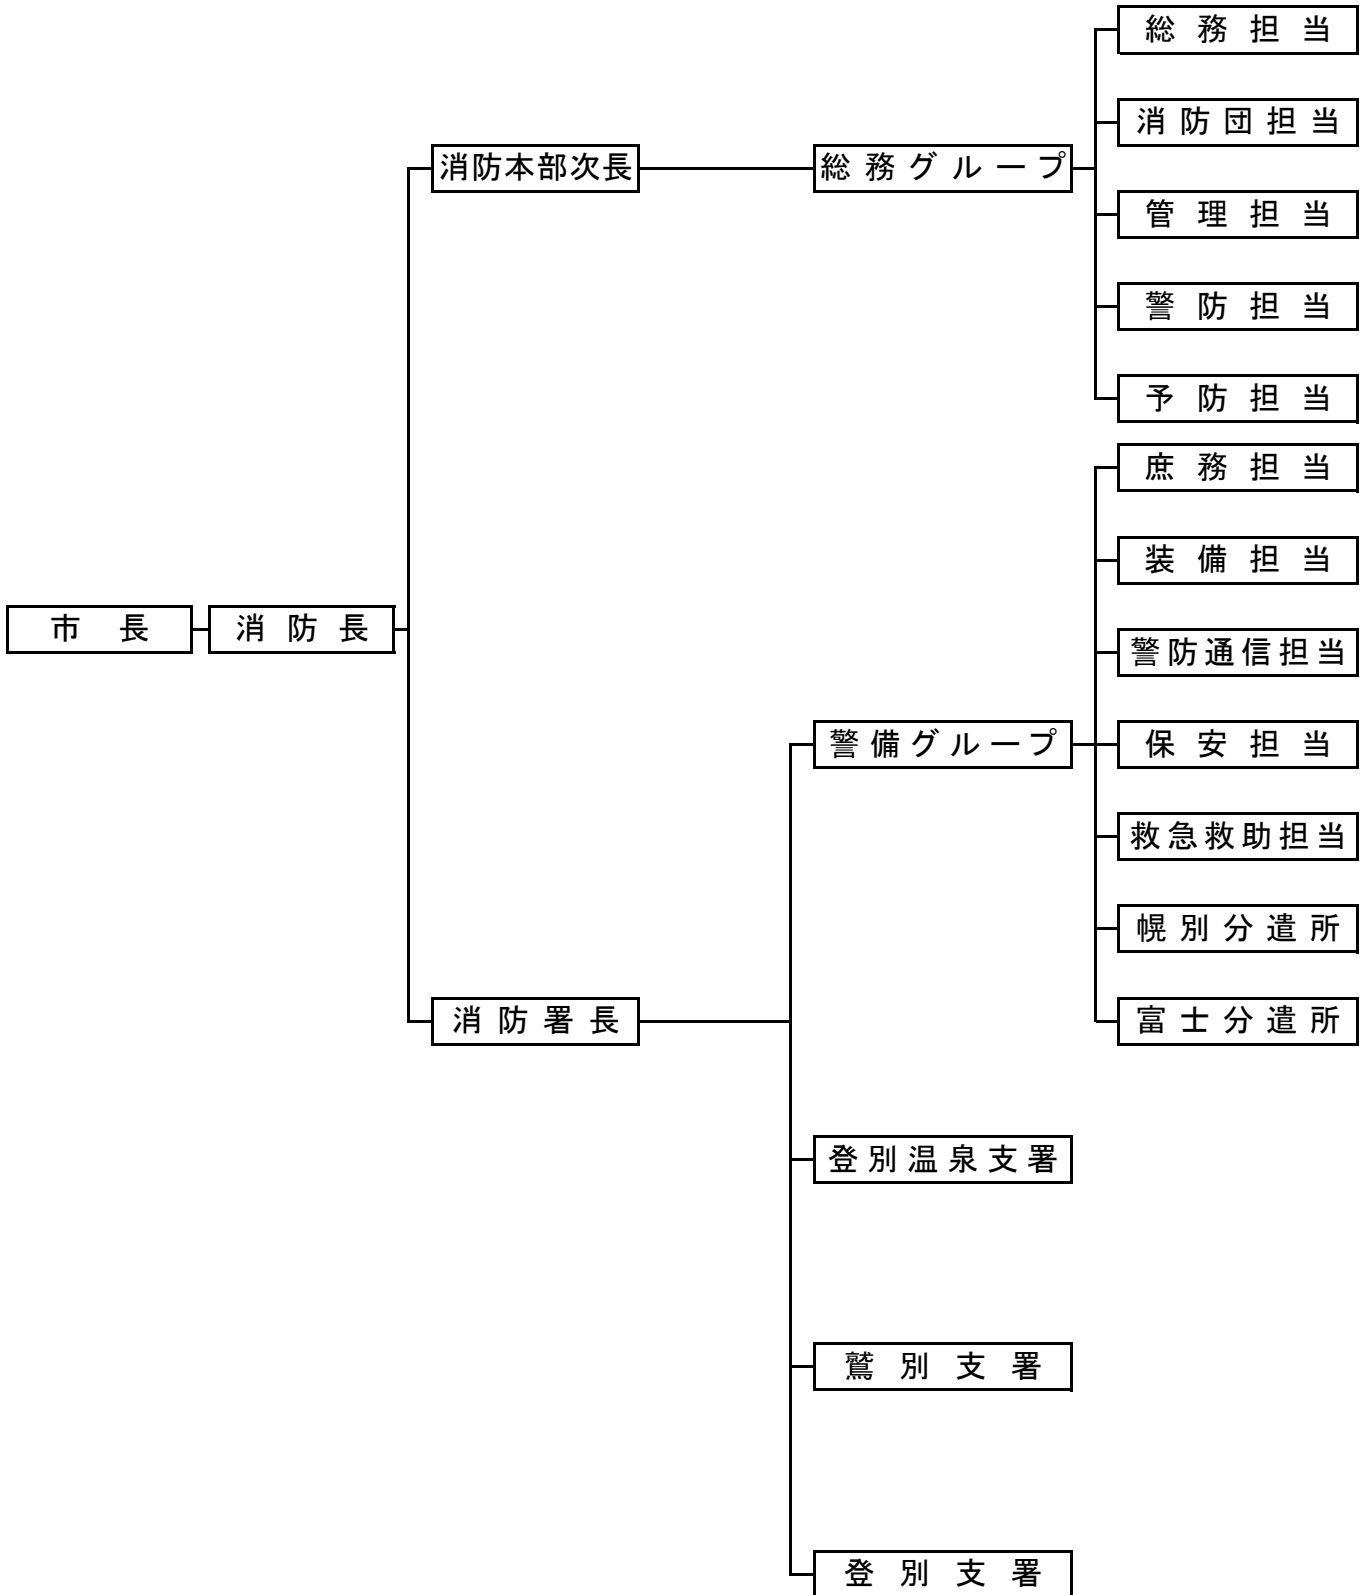 総務担当
消防団担当
消防本部次長
総務グループ
管理担当
警防担当
予防担当
庶務担当
装備担当
市長
消防長
警防通信担当
警備グループ
保安担当
救急救助担当
幌別分遣所
消防署長
富士分遣所
登別温泉支署
鷲別支署
登別支署